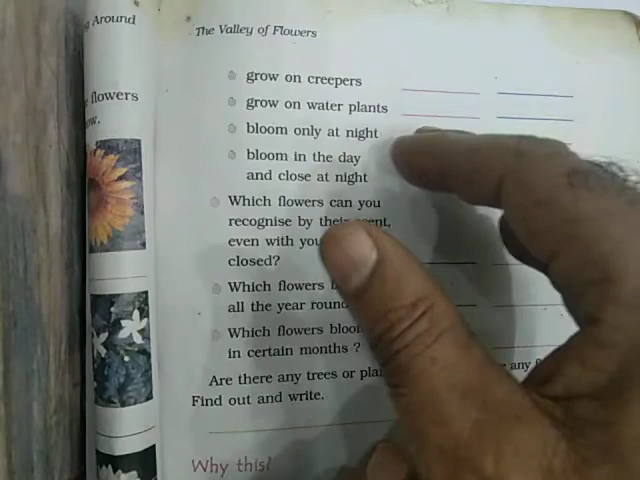 Around
The Valley of Flowers
flowers
grow on creepers
grow on water plants
bloom only at night
bloom in the day
and close at night
Which flowers can you
recognise by their scent,
even with
closed?
Which flowers
all the year round
Which flowers
in certain months ?
Are there any trees or any
Find out and write.
Why this?